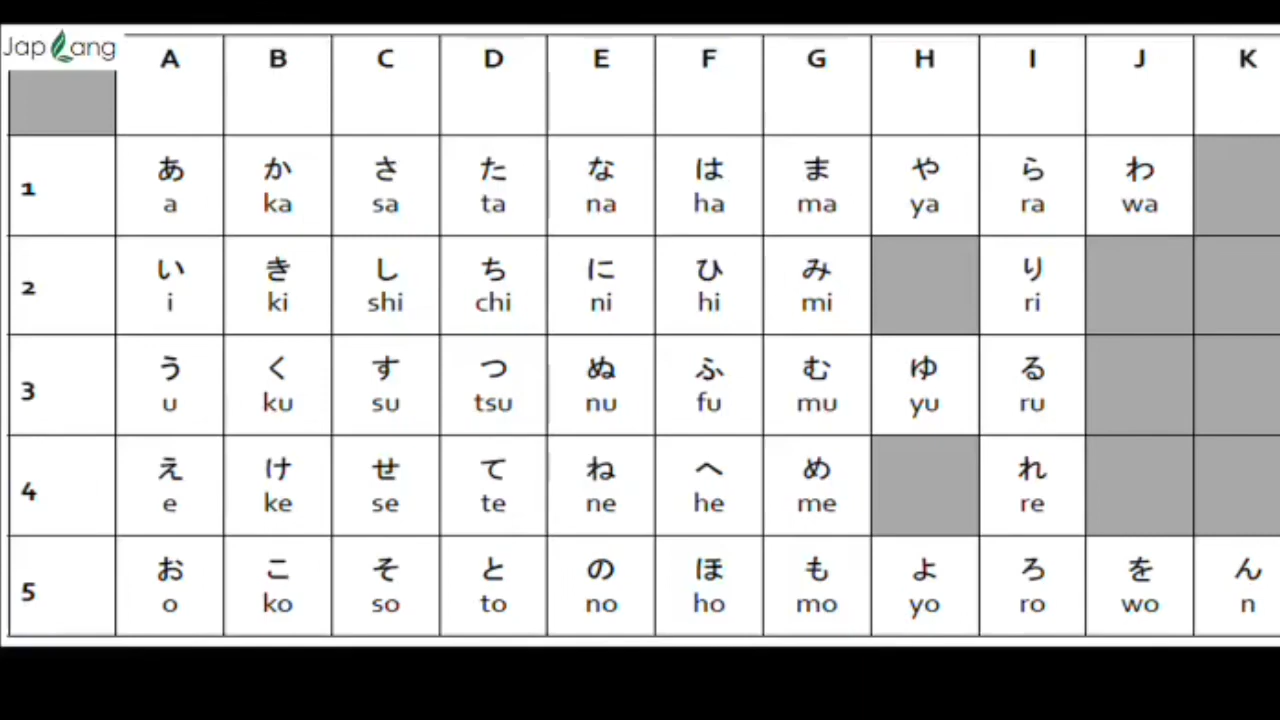 Jap Lang
A B C D E F G H I J K
1 あ か さ た な は ま や ら わ
a ka sa ta na ha ma ya ra wa
2 い き し ち に ひ み り
i ki shi chi ni hi mi ri
3 う く す つ ぬ ふ む ゆ る
u ku su tsu nu fu mu yu ru
4 え け せ て ね へ め れ
e ke se te ne he me re
5 お こ そ と の ほ も よ ろ を ん
o ko so to no ho mo yo ro wo n